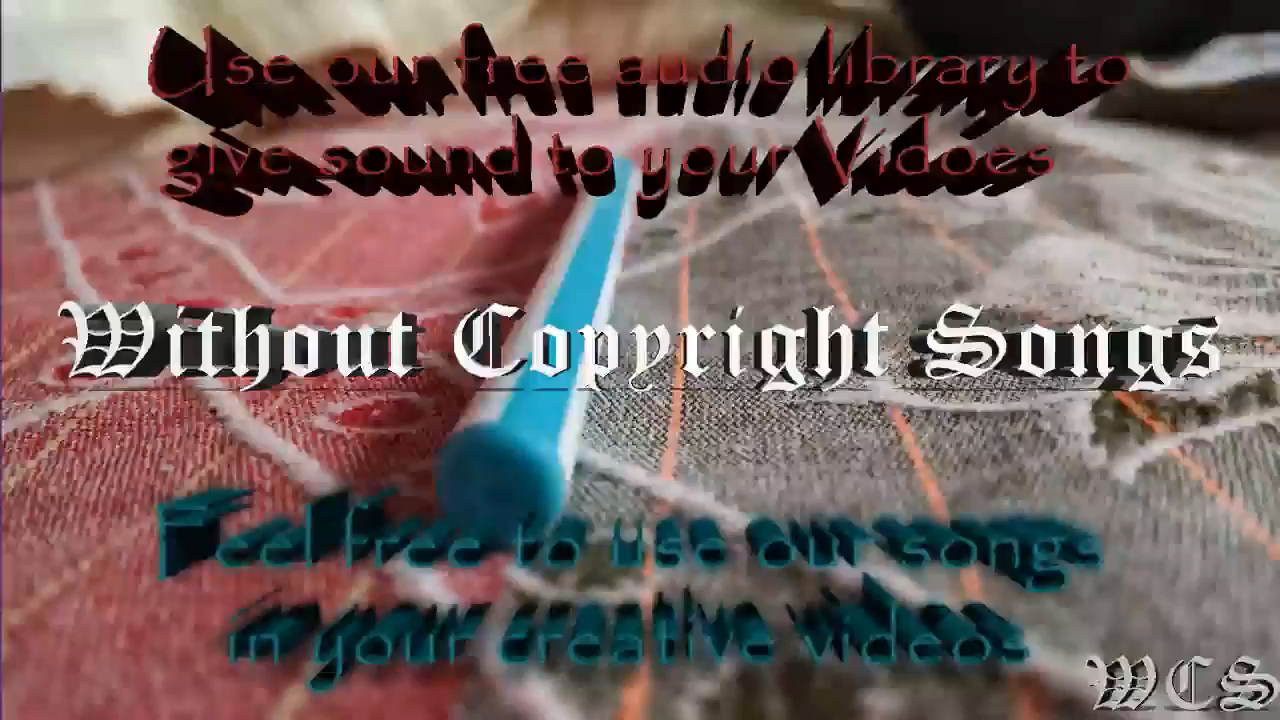 Use our free audio library to
give sound to your Vidoes
Without Copyright Songs
Feel free to use our songs
in your creative videos
WCS